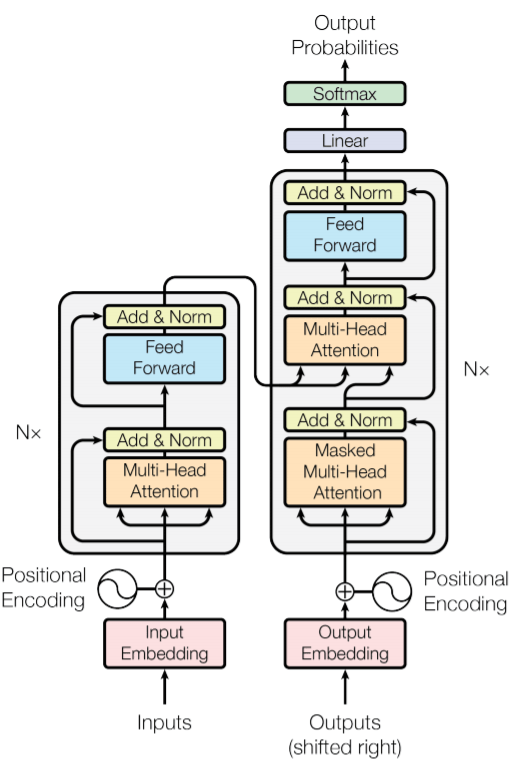 Output
Probabilities
Softmax
Linear
Add & Norm
Feed
Forward
Add & Norm
Multi-Head
Attention
Add & Norm
Masked
Multi-Head
Attention
N×
Positional
Encoding
Output
Embedding
Outputs
(shifted right)
Add & Norm
Feed
Forward
Add & Norm
Multi-Head
Attention
N×
Positional
Encoding
Input
Embedding
Inputs